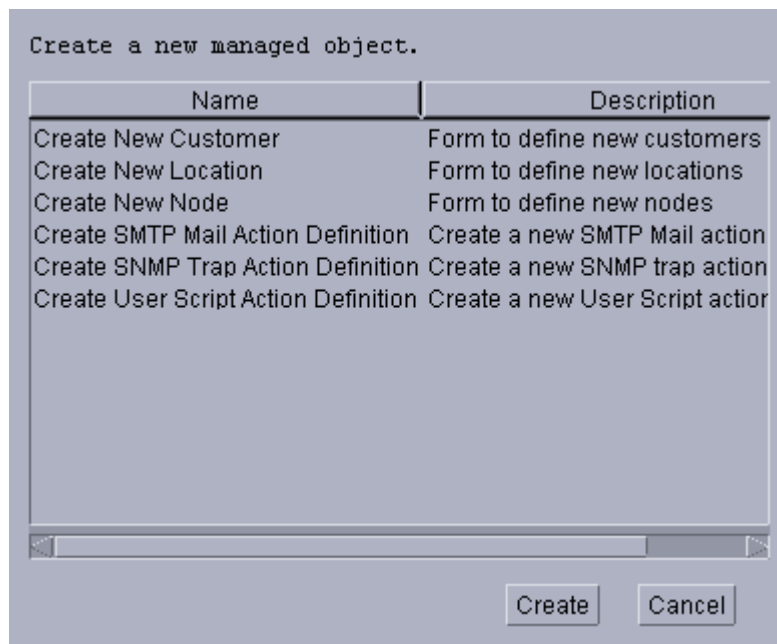 Create a new managed object.
Name Description
Create New Customer Form to define new customers
Create New Location Form to define new locations
Create New Node Form to define new nodes
Create SMTP Mail Action Definition Create a new SMTP Mail action
Create SNMP Trap Action Definition Create a new SNMP trap action
Create User Script Action Definition Create a new User Script action
Create Cancel